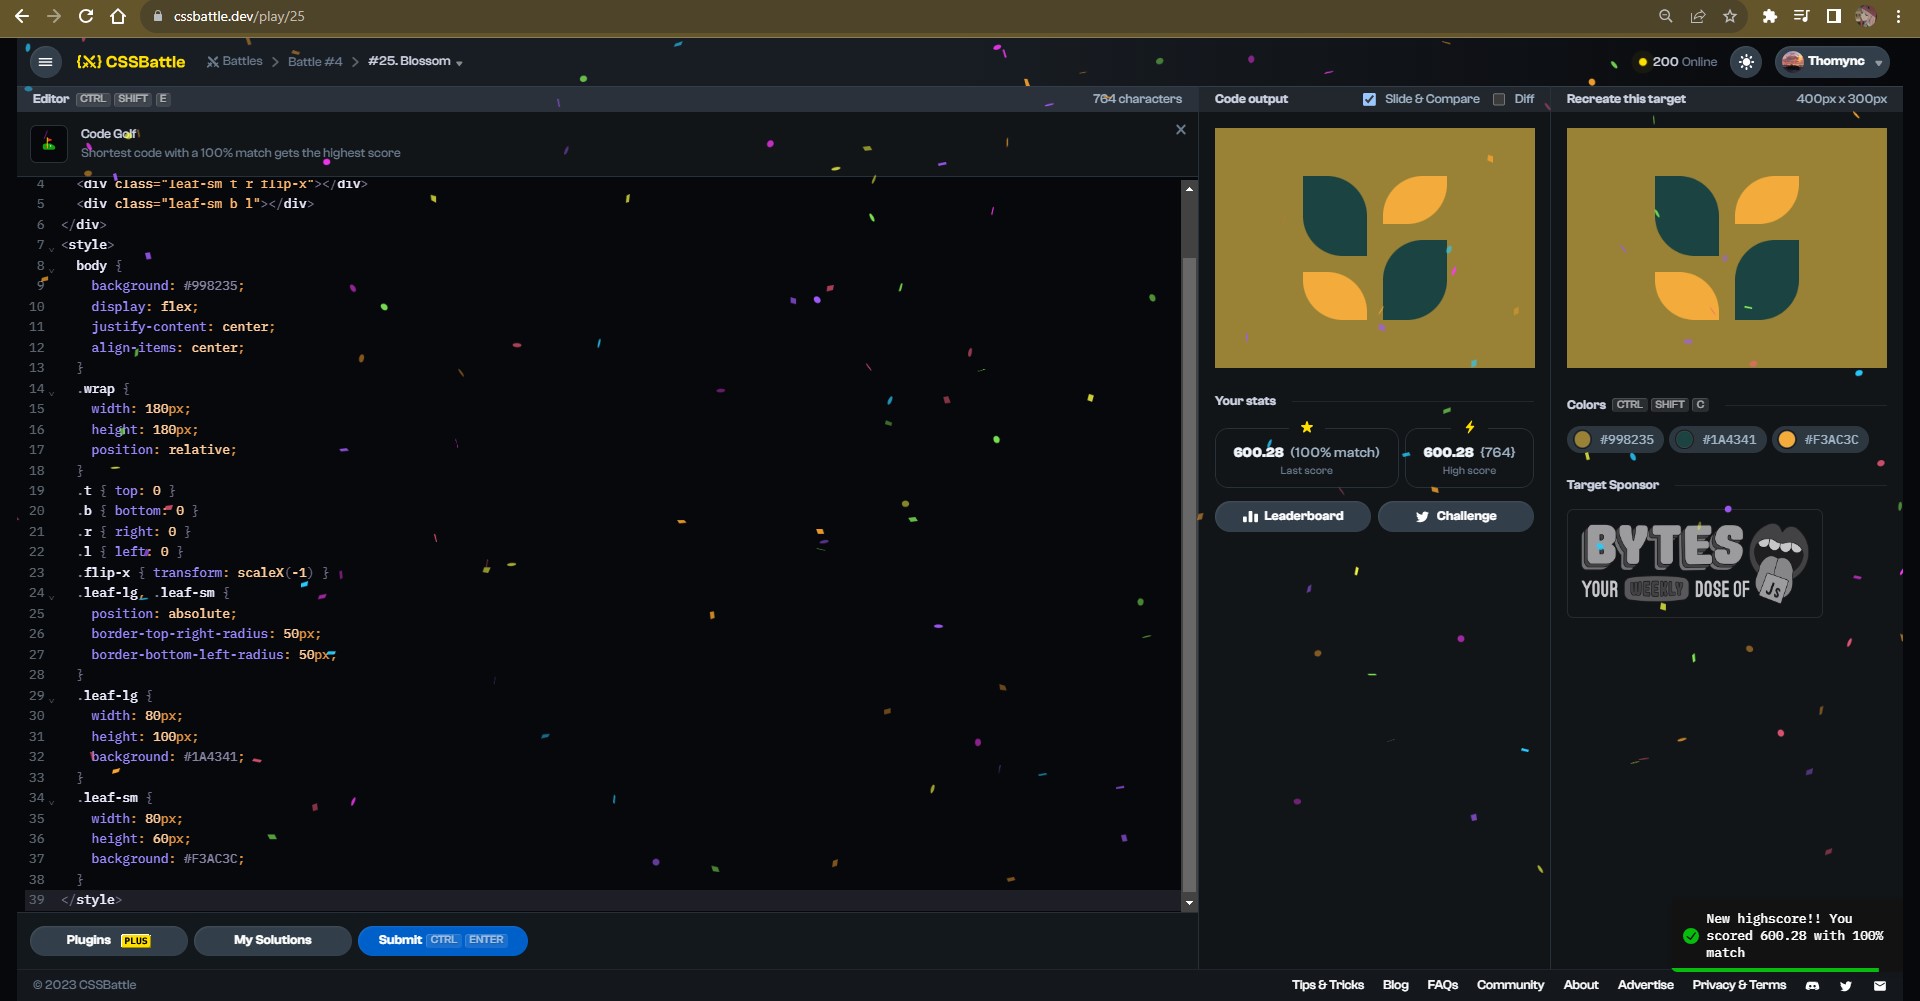 cssbattle.dev/play/25
{X} CSSBattle
Battles > Battle #4 > #25. Blossom
200 Online
Thomync
Editor CTRL SHIFT E
764 characters
Code Golf
Shortest code with a 100% match gets the highest score
4 <div class="leaf-sm t r flip-x"></div>
5 <div class="leaf-sm b l"></div>
6 </div>
7 <style>
8 body {
9 background: #998235;
10 display: flex;
11 justify-content: center;
12 align-items: center;
13 }
14 .wrap {
15 width: 180px;
16 height: 180px;
17 position: relative;
18 }
19 .t { top: 0 }
20 .b { bottom: 0 }
21 .r { right: 0 }
22 .l { left: 0 }
23 .flip-x { transform: scaleX(-1) }
24 .leaf-lg, .leaf-sm {
25 position: absolute;
26 border-top-right-radius: 50px;
27 border-bottom-left-radius: 50px;
28 }
29 .leaf-lg {
30 width: 80px;
31 height: 100px;
32 background: #1A4341;
33 }
34 .leaf-sm {
35 width: 80px;
36 height: 60px;
37 background: #F3AC3C;
38 }
39 </style>
Plugins PLUS
My Solutions
Submit CTRL ENTER
Code output
Slide & Compare
Diff
Your stats
600.28 (100% match)
Last score
600.28 {764}
High score
Leaderboard
Challenge
Recreate this target
400px x 300px
Colors CTRL SHIFT C
#998235
#1A4341
#F3AC3C
Target Sponsor
BYTES
YOUR WEEKLY DOSE OF
JS
New highscore!! You
scored 600.28 with 100%
match
© 2023 CSSBattle
Tips & Tricks
Blog
FAQs
Community
About
Advertise
Privacy & Terms